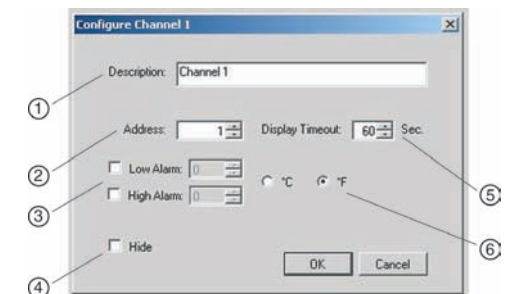 Configure Channel 1
Description: Channel 1
①
Address: 1 Display Timeout: 60 Sec.
②
Low Alarm: 0
°C °F
⑤
High Alarm: 0
③
⑥
Hide
OK Cancel
④